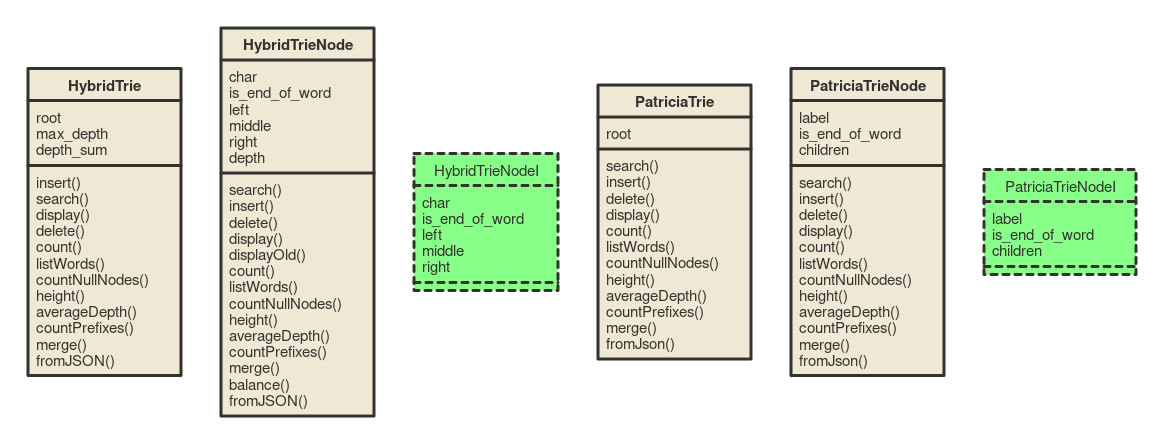 HybridTrie
root
max_depth
depth_sum
insert()
search()
display()
delete()
count()
listWords()
countNullNodes()
height()
averageDepth()
countPrefixes()
merge()
fromJSON()
HybridTrieNode
char
is_end_of_word
left
middle
right
depth
search()
insert()
delete()
display()
displayOld()
count()
listWords()
countNullNodes()
height()
averageDepth()
countPrefixes()
merge()
balance()
fromJSON()
HybridTrieNodeI
char
is_end_of_word
left
middle
right
PatriciaTrie
root
search()
insert()
delete()
display()
count()
listWords()
countNullNodes()
height()
averageDepth()
countPrefixes()
merge()
fromJson()
PatriciaTrieNode
label
is_end_of_word
children
search()
insert()
delete()
display()
count()
listWords()
countNullNodes()
height()
averageDepth()
countPrefixes()
merge()
fromJson()
PatriciaTrieNodeI
label
is_end_of_word
children